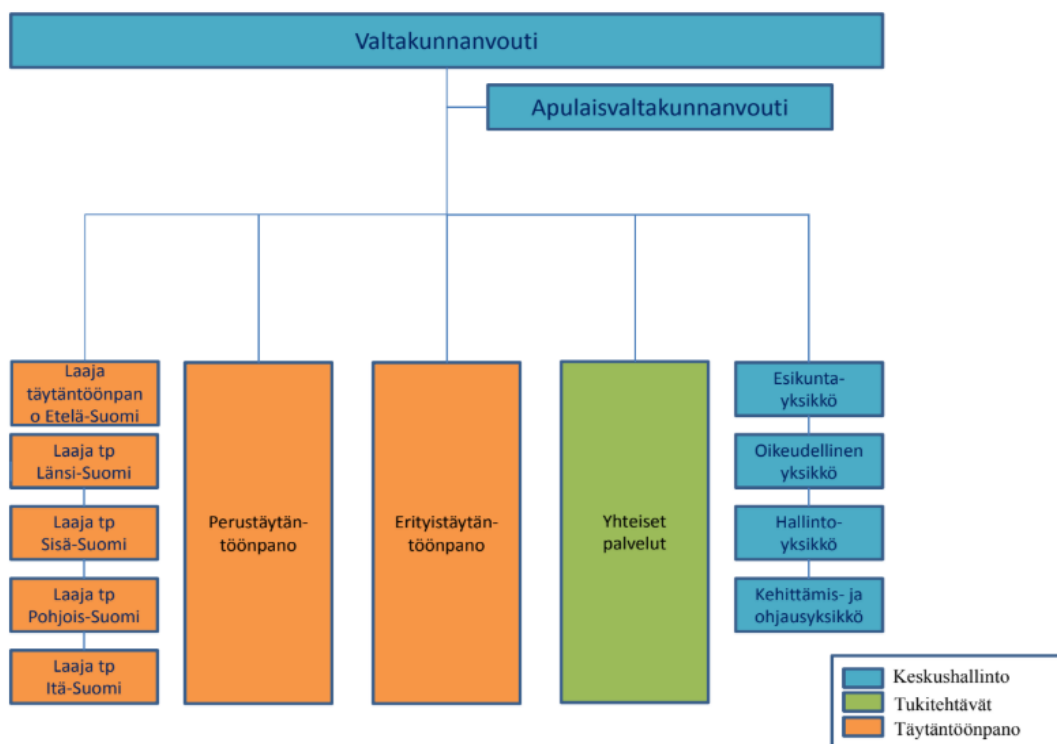 Valtakunnanvouti
Apulaisvaltakunnanvouti
Laaja
täytäntöönpan
o Etelä-Suomi
Laaja tp
Länsi-Suomi
Laaja tp
Sisä-Suomi
Laaja tp
Pohjois-Suomi
Laaja tp
Itä-Suomi
Perustäytän-
töönpano
Erityistäytän-
töönpano
Yhteiset
palvelut
Esikunta-
yksikkö
Oikeudellinen
yksikkö
Hallinto-
yksikkö
Kehittämis- ja
ohjausyksikkö
Keskushallinto
Tukitehtävät
Täytäntöönpano